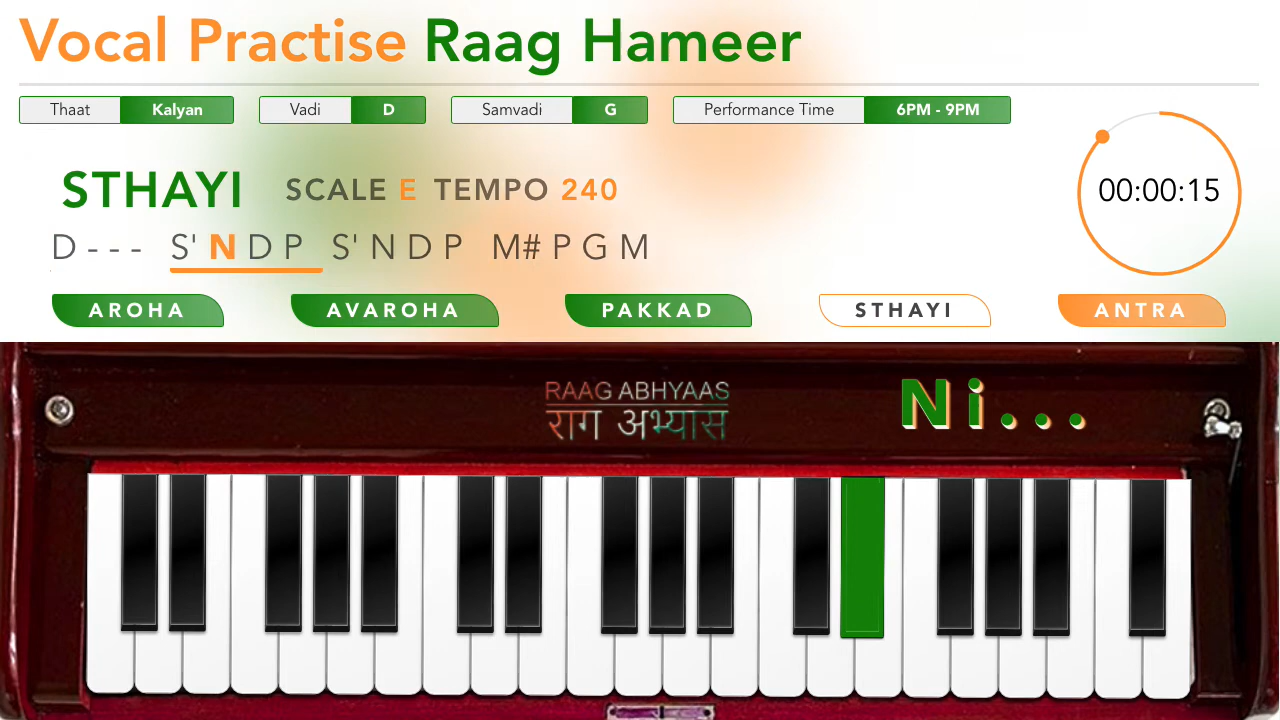 Vocal Practise Raag Hameer
Thaat Kalyan Vadi D Samvadi G Performance Time 6PM - 9PM
00:00:15
STHAYI SCALE E TEMPO 240
D - - - S' N D P S' N D P M# P G M
AROHA AVAROHA PAKKAD STHAYI ANTRA
RAAG ABHYAAS
राग अभ्यास
Ni...